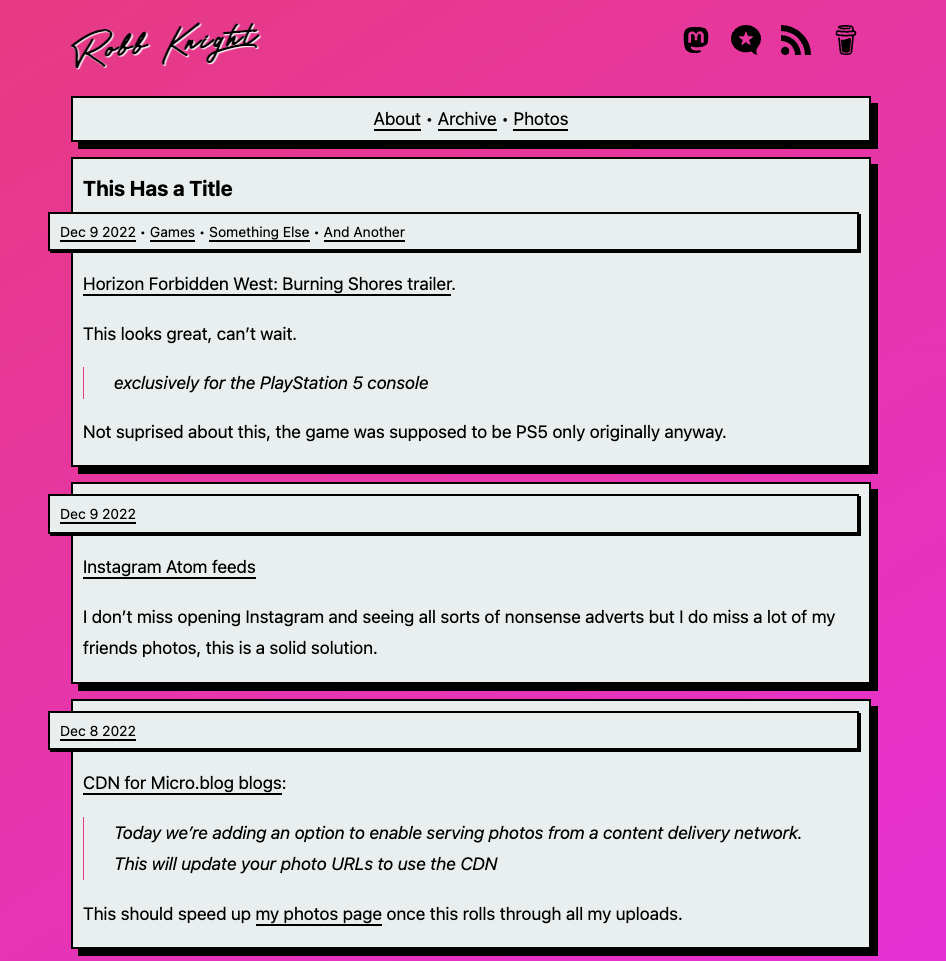 Robb Knight
About • Archive • Photos
This Has a Title
Dec 9 2022 • Games • Something Else • And Another
Horizon Forbidden West: Burning Shores trailer.
This looks great, can’t wait.
exclusively for the PlayStation 5 console
Not suprised about this, the game was supposed to be PS5 only originally anyway.
Dec 9 2022
Instagram Atom feeds
I don’t miss opening Instagram and seeing all sorts of nonsense adverts but I do miss a lot of my
friends photos, this is a solid solution.
Dec 8 2022
CDN for Micro.blog blogs:
Today we’re adding an option to enable serving photos from a content delivery network.
This will update your photo URLs to use the CDN
This should speed up my photos page once this rolls through all my uploads.